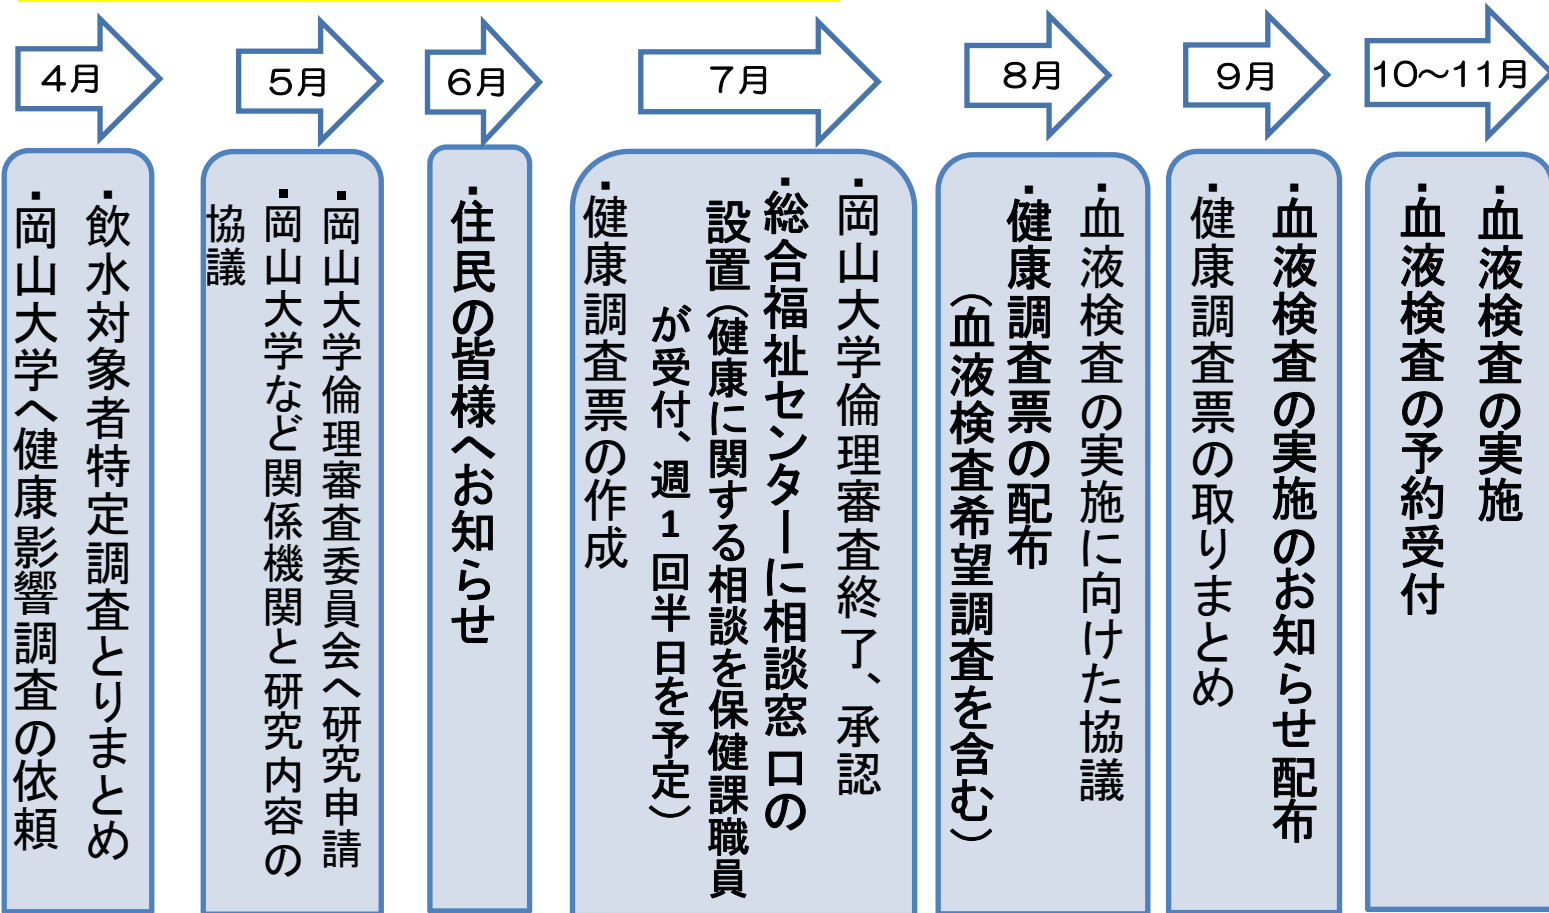 4月
5月
6月
7月
8月
9月
10～11月
・飲水対象者特定調査とりまとめ
・岡山大学へ健康影響調査の依頼
・岡山大学倫理審査委員会へ研究申請
・岡山大学など関係機関と研究内容の
協議
・住民の皆様へお知らせ
・岡山大学倫理審査終了、承認
・総合福祉センターに相談窓口の
設置（健康に関する相談を保健課職員
が受付、週1回半日を予定）
・健康調査票の作成
・血液検査の実施に向けた協議
・健康調査票の配布
（血液検査希望調査を含む）
・血液検査の実施のお知らせ配布
・健康調査票の取りまとめ
・血液検査の実施
・血液検査の予約受付